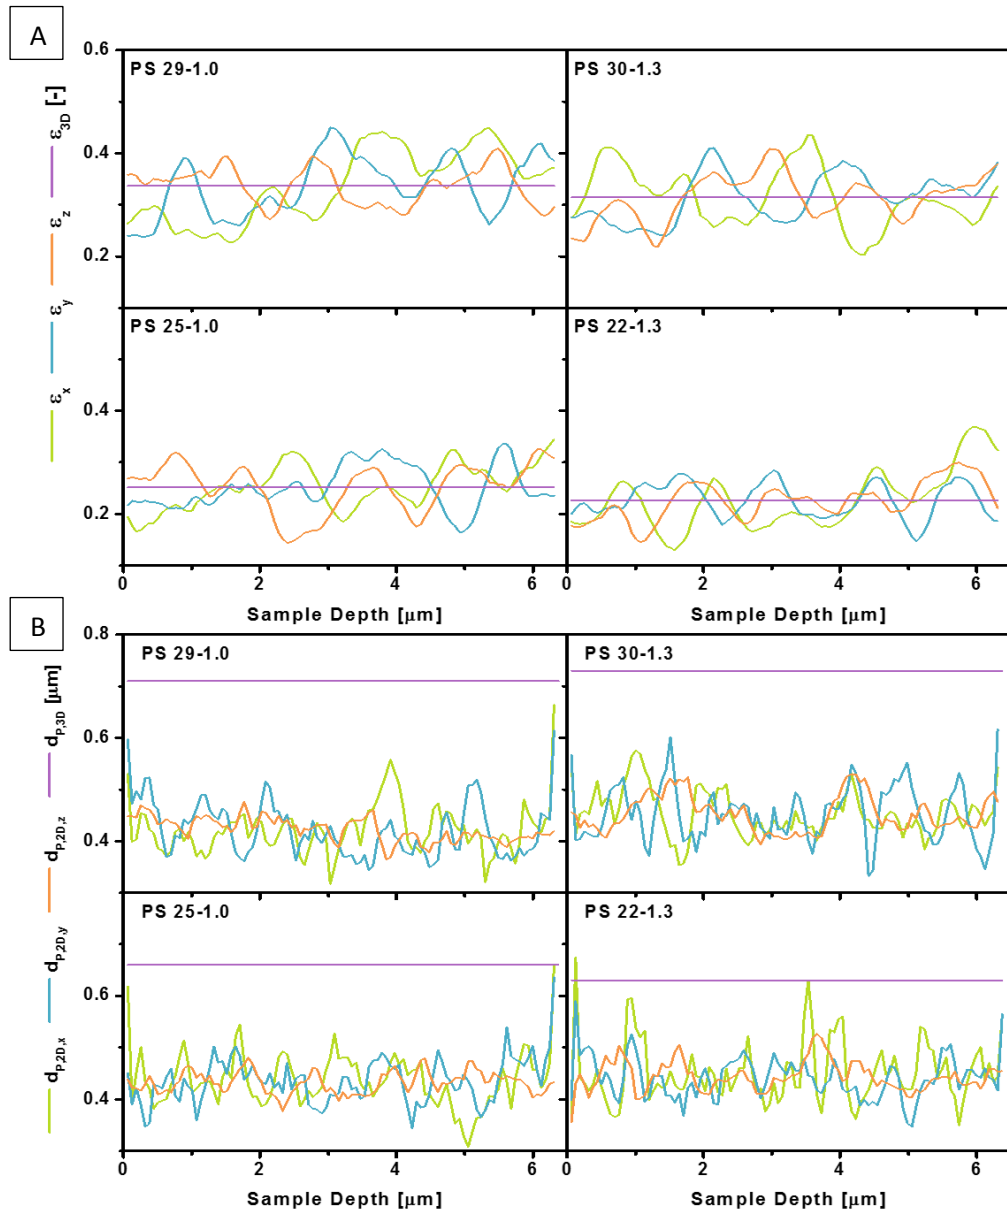 A
0.6
0.4
0.2
PS 29-1.0
PS 30-1.3
ε3D [-]
εz
εy
εx
0.4
0.2
PS 25-1.0
PS 22-1.3
0 2 4 6 0 2 4 6
Sample Depth [μm] Sample Depth [μm]
B
0.8
0.6
0.4
PS 29-1.0
PS 30-1.3
dP,3D [μm]
dP,2D,z
dP,2D,y
dP,2D,x
0.6
0.4
PS 25-1.0
PS 22-1.3
0 2 4 6 0 2 4 6
Sample Depth [μm] Sample Depth [μm]